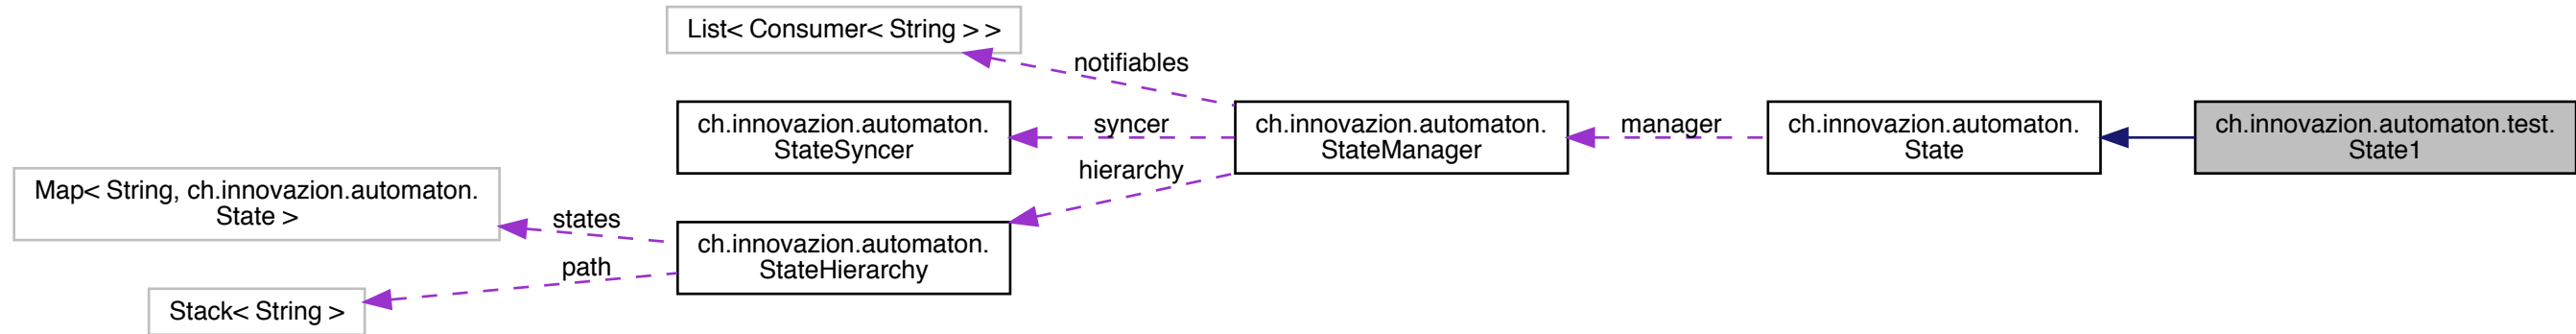 List< Consumer< String > >
notifiables
ch.innovazion.automaton.
StateSyncer
syncer
ch.innovazion.automaton.
StateManager
manager
ch.innovazion.automaton.
State
ch.innovazion.automaton.test.
State1
hierarchy
Map< String, ch.innovazion.automaton.
State >
states
ch.innovazion.automaton.
StateHierarchy
path
Stack< String >